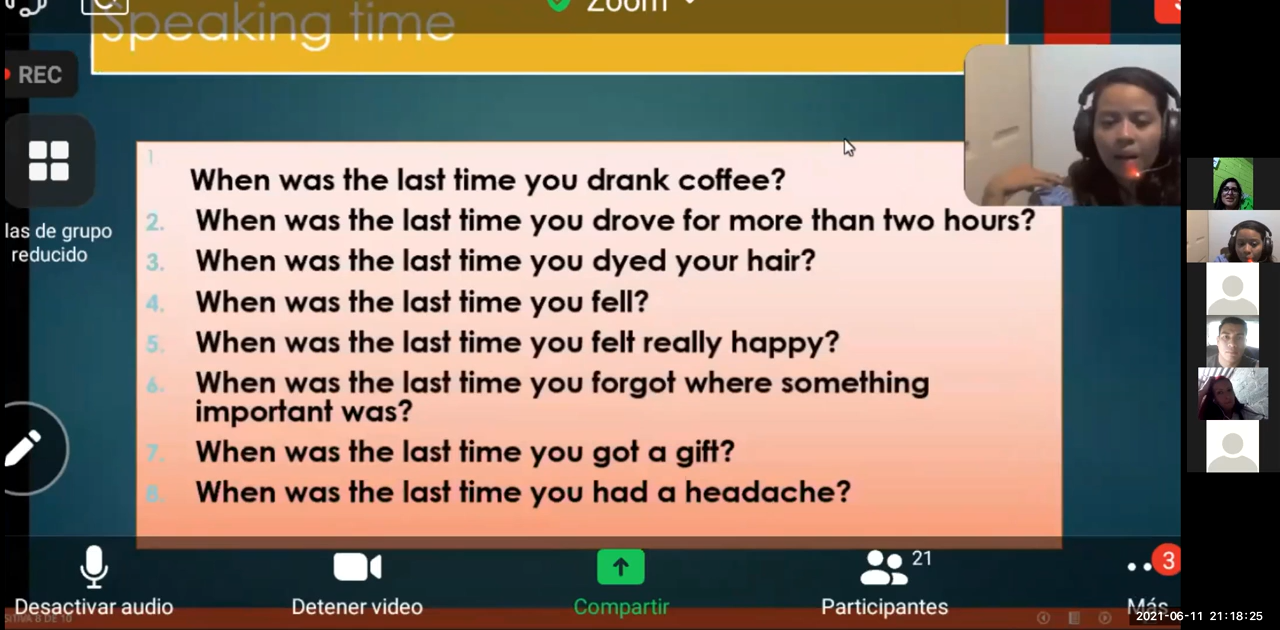 Zoom
Speaking time
REC
las de grupo
reducido
1
When was the last time you drank coffee?
2. When was the last time you drove for more than two hours?
3. When was the last time you dyed your hair?
4. When was the last time you fell?
5. When was the last time you felt really happy?
6. When was the last time you forgot where something
important was?
7. When was the last time you got a gift?
8. When was the last time you had a headache?
21
3
Desactivar audio
Detener video
Compartir
Participantes
Más
SITIVA 8 DE 10
2021-06-11 21:18:25